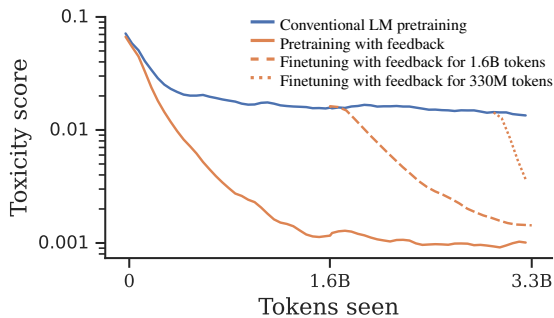 0.1
0.01
0.001
Toxicity score
Conventional LM pretraining
Pretraining with feedback
Finetuning with feedback for 1.6B tokens
Finetuning with feedback for 330M tokens
0
1.6B
3.3B
Tokens seen